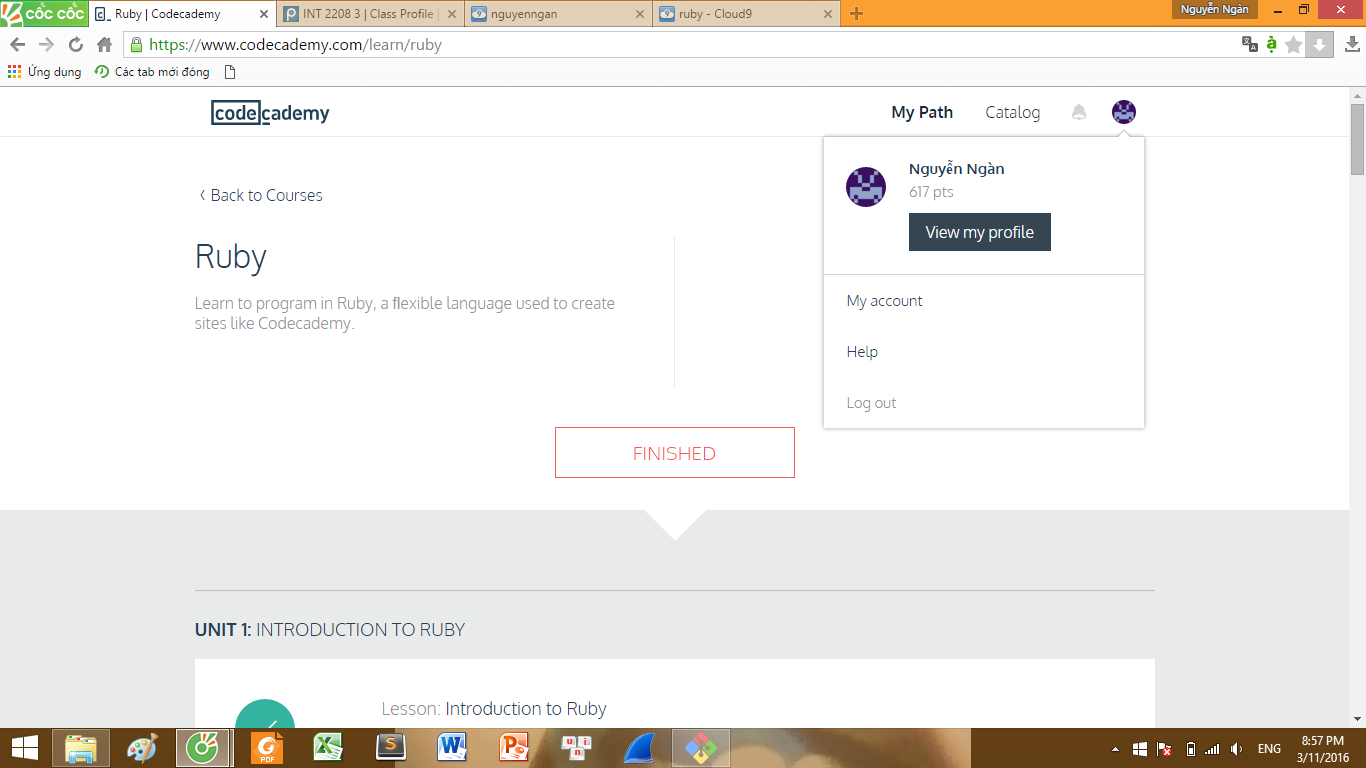 cốc cốc
Ruby | Codecademy
INT 2208 3 | Class Profile |
nguyenngan
ruby - Cloud9
Nguyễn Ngàn
https://www.codecademy.com/learn/ruby
Ứng dụng
Các tab mới đóng
codecademy
My Path
Catalog
Nguyễn Ngàn
617 pts
View my profile
My account
Help
Log out
Back to Courses
Ruby
Learn to program in Ruby, a flexible language used to create
sites like Codecademy.
FINISHED
UNIT 1: INTRODUCTION TO RUBY
Lesson: Introduction to Ruby
PDF
ENG
8:57 PM
3/11/2016